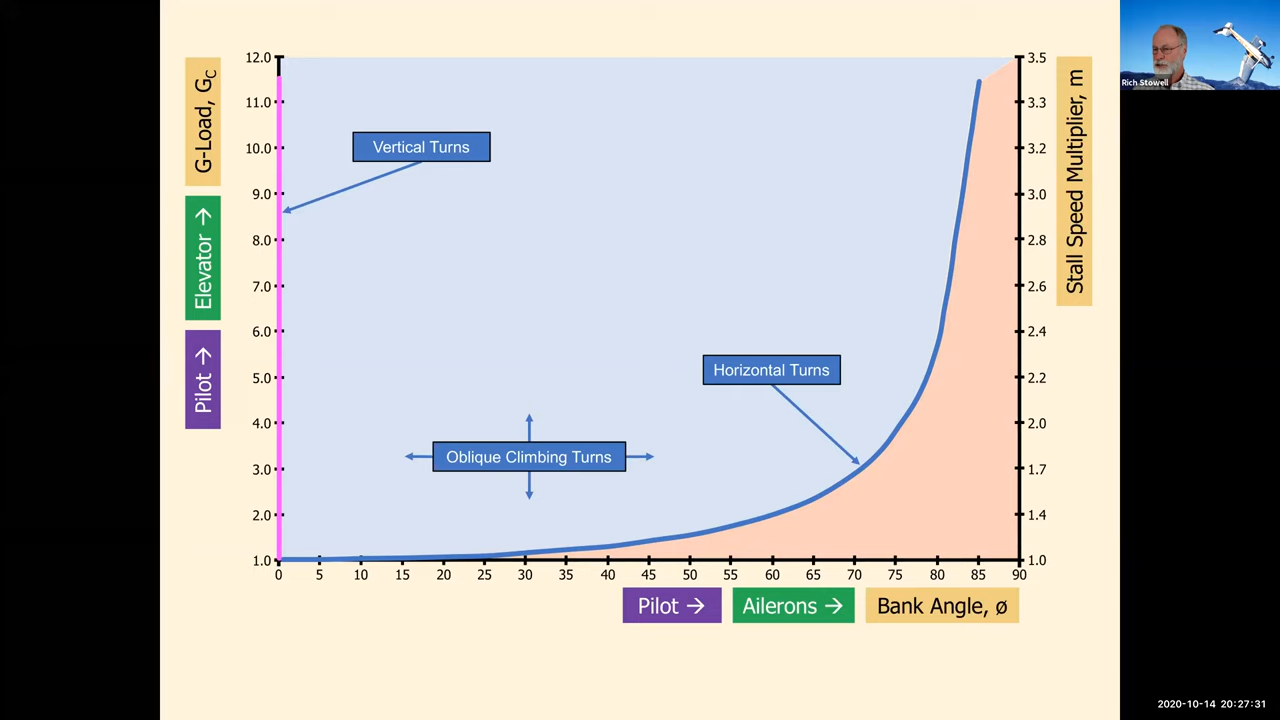 12.0
11.0
10.0
9.0
8.0
7.0
6.0
5.0
4.0
3.0
2.0
1.0
G-Load, GC
Elevator →
Pilot →
Vertical Turns
Horizontal Turns
Oblique Climbing Turns
3.5
3.3
3.2
3.0
2.8
2.6
2.4
2.2
2.0
1.7
1.4
1.0
Stall Speed Multiplier, m
0 5 10 15 20 25 30 35 40 45 50 55 60 65 70 75 80 85 90
Pilot → Ailerons → Bank Angle, ø
Rich Stowell
2020-10-14 20:27:31